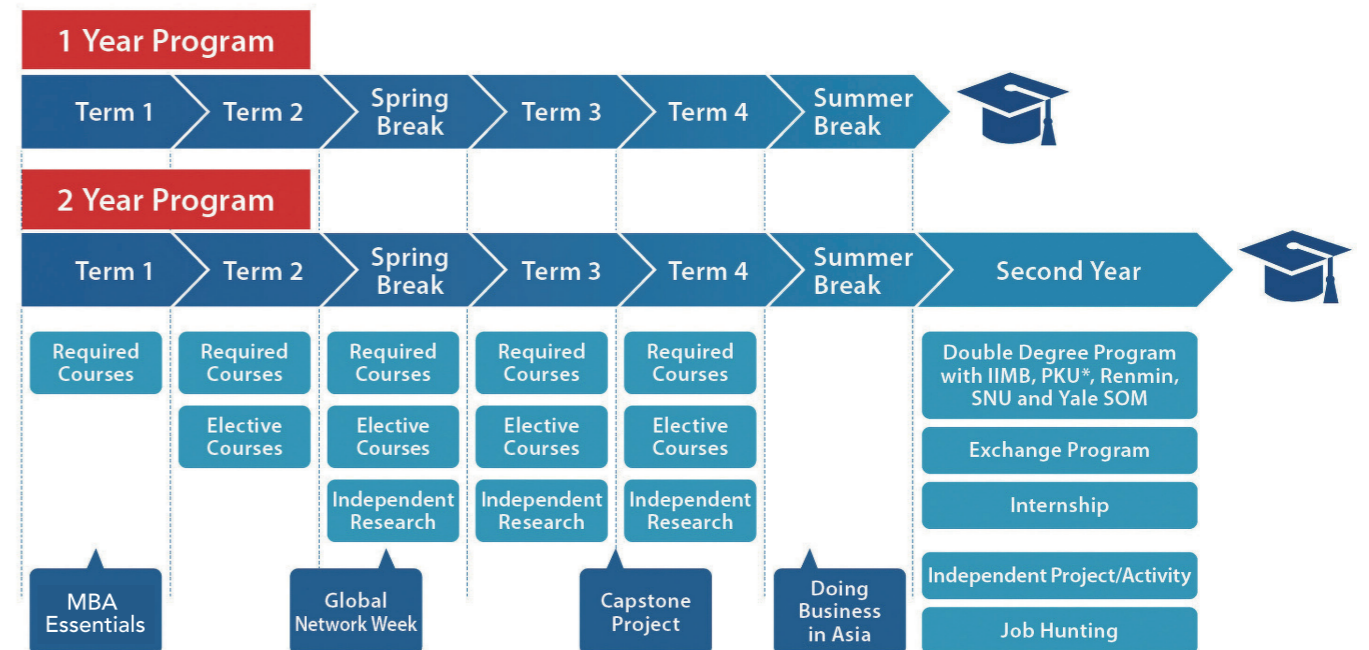 1 Year Program
Term 1
Term 2
Spring
Break
Term 3
Term 4
Summer
Break
2 Year Program
Term 1
Term 2
Spring
Break
Term 3
Term 4
Summer
Break
Second Year
Required
Courses
Required
Courses
Required
Courses
Required
Courses
Required
Courses
Elective
Courses
Elective
Courses
Elective
Courses
Elective
Courses
Independent
Research
Independent
Research
Independent
Research
Double Degree Program
with IIMB, PKU*, Renmin,
SNU and Yale SOM
Exchange Program
Internship
Independent Project/Activity
Job Hunting
MBA
Essentials
Global
Network Week
Capstone
Project
Doing
Business
in Asia